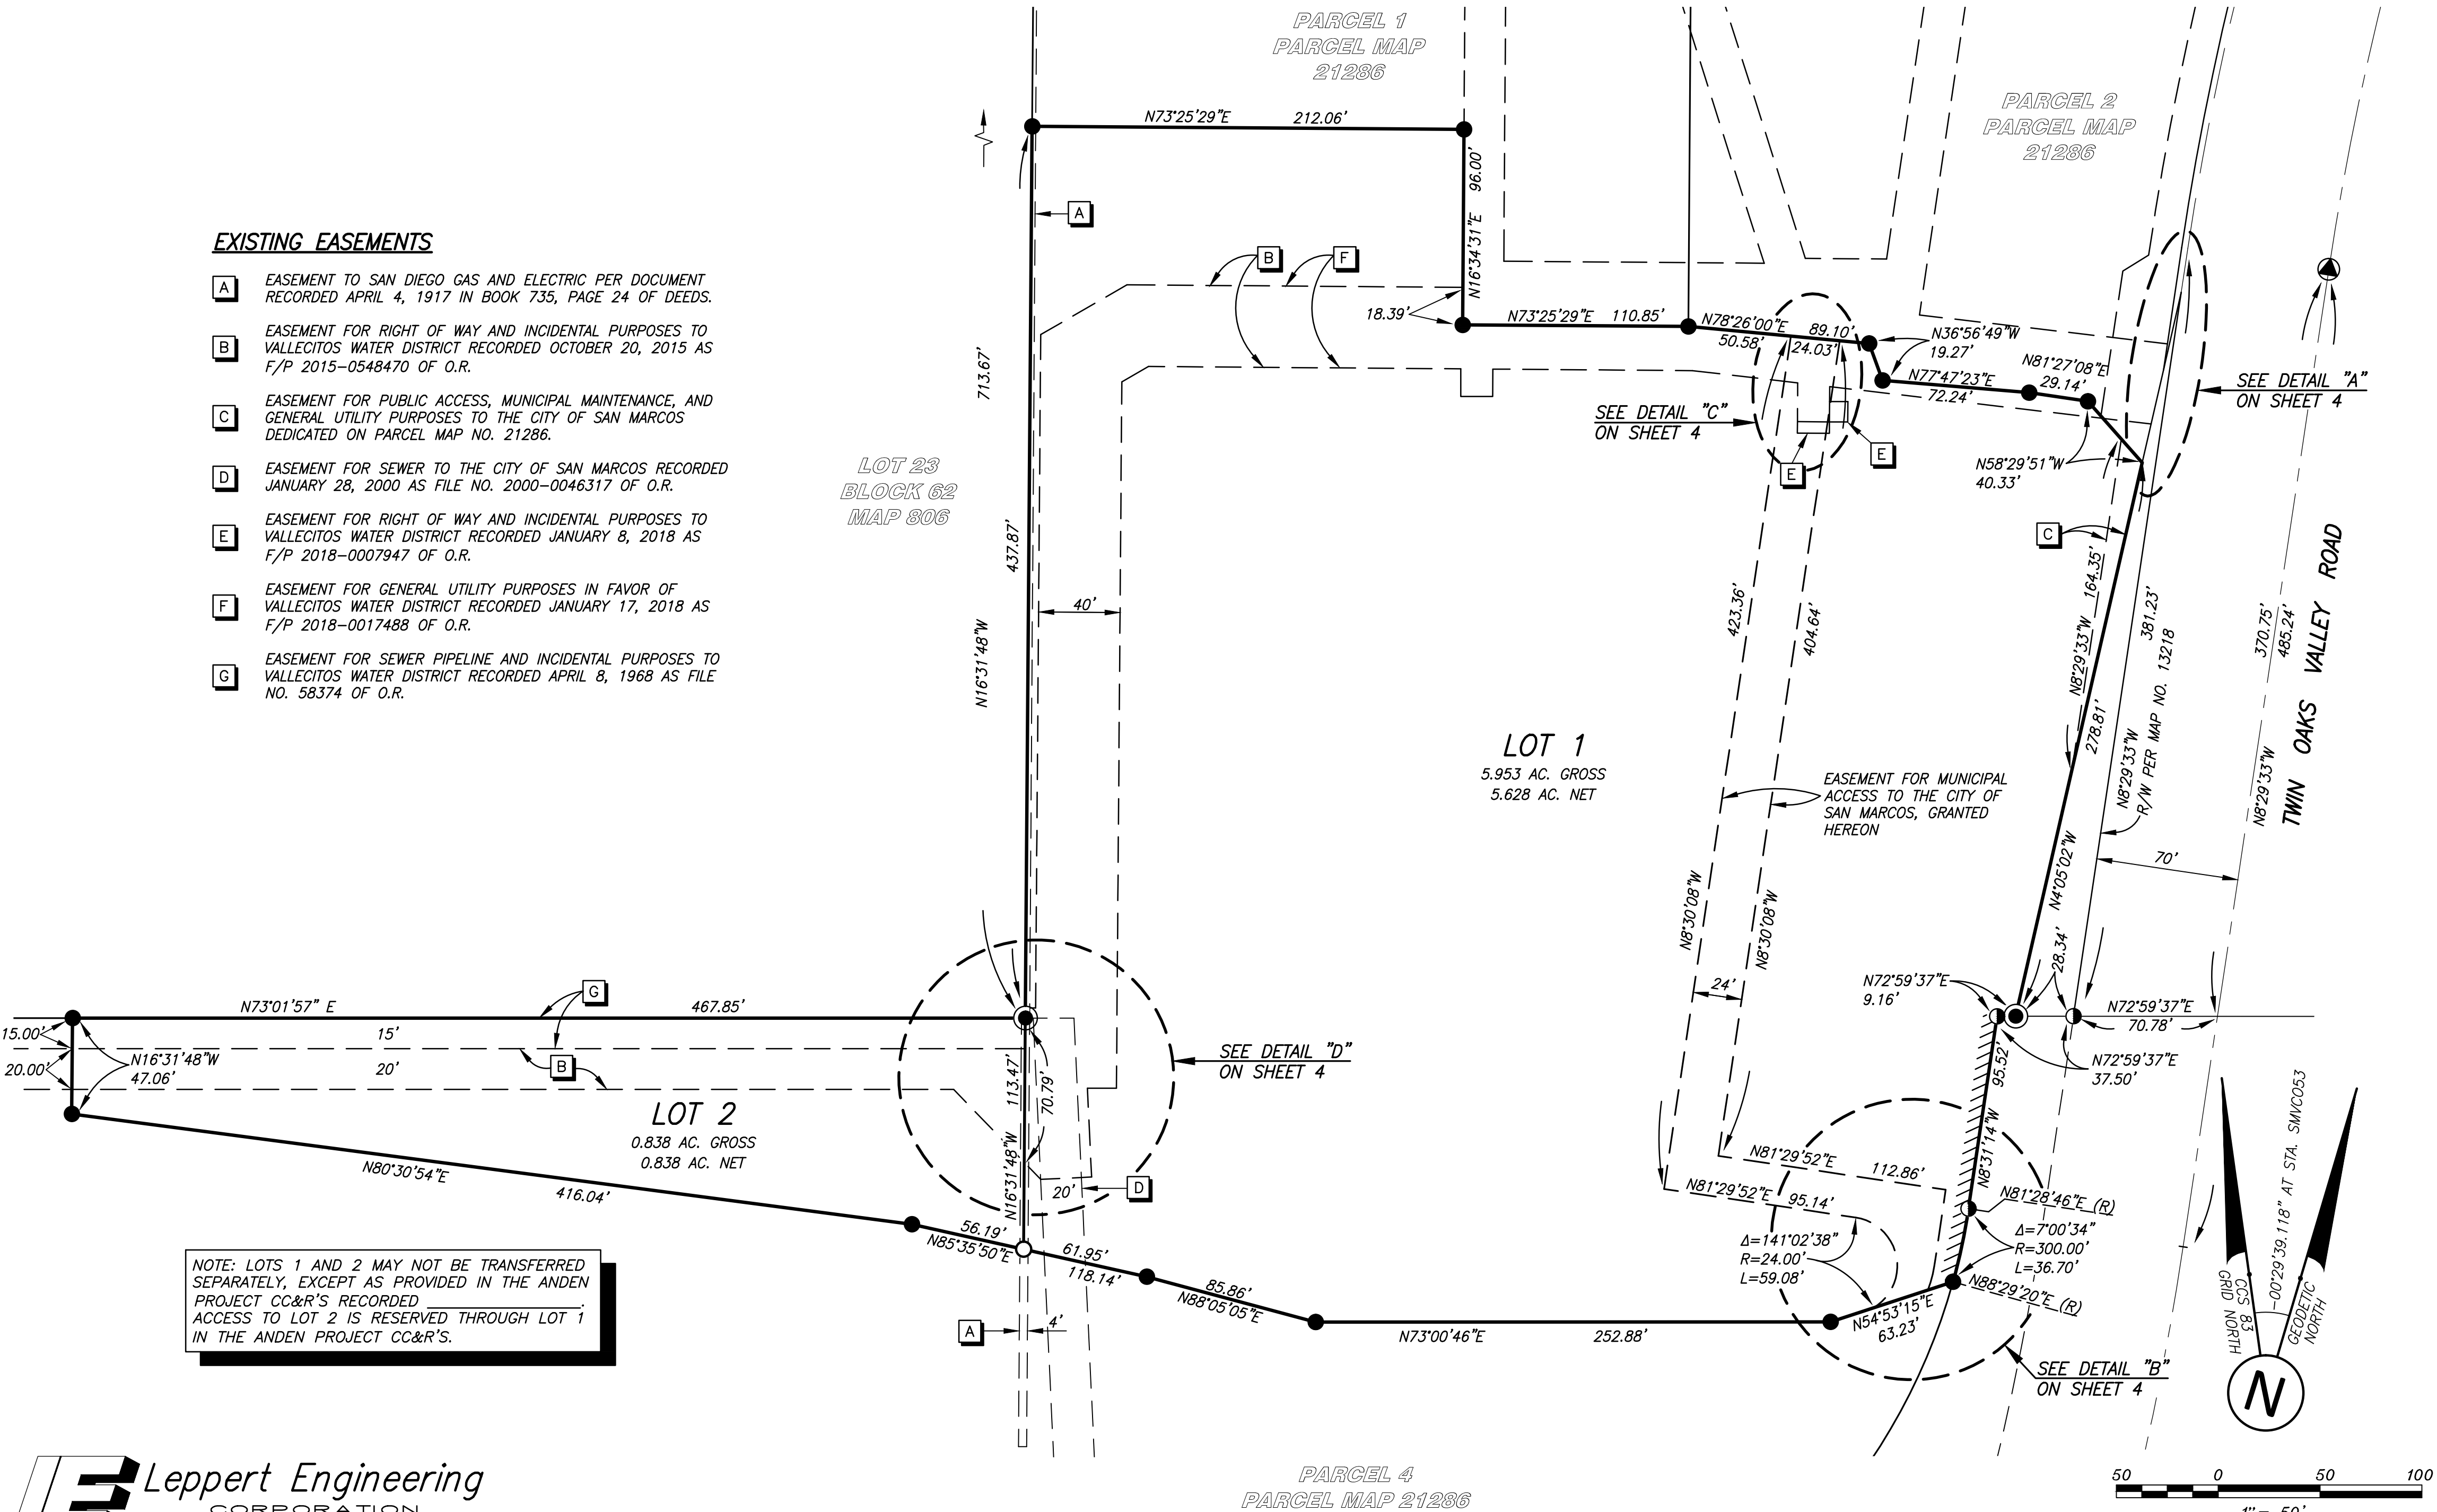 PARCEL 1
PARCEL MAP
21286
PARCEL 2
PARCEL MAP
21286
N73°25'29"E 212.06'
N16°34'31"E 96.00'
A
EXISTING EASEMENTS
A
EASEMENT TO SAN DIEGO GAS AND ELECTRIC PER DOCUMENT
RECORDED APRIL 4, 1917 IN BOOK 735, PAGE 24 OF DEEDS.
B
EASEMENT FOR RIGHT OF WAY AND INCIDENTAL PURPOSES TO
VALLECITOS WATER DISTRICT RECORDED OCTOBER 20, 2015 AS
F/P 2015-0548470 OF O.R.
C
EASEMENT FOR PUBLIC ACCESS, MUNICIPAL MAINTENANCE, AND
GENERAL UTILITY PURPOSES TO THE CITY OF SAN MARCOS
DEDICATED ON PARCEL MAP NO. 21286.
D
EASEMENT FOR SEWER TO THE CITY OF SAN MARCOS RECORDED
JANUARY 28, 2000 AS FILE NO. 2000-0046317 OF O.R.
E
EASEMENT FOR RIGHT OF WAY AND INCIDENTAL PURPOSES TO
VALLECITOS WATER DISTRICT RECORDED JANUARY 8, 2018 AS
F/P 2018-0007947 OF O.R.
F
EASEMENT FOR GENERAL UTILITY PURPOSES IN FAVOR OF
VALLECITOS WATER DISTRICT RECORDED JANUARY 17, 2018 AS
F/P 2018-0017488 OF O.R.
G
EASEMENT FOR SEWER PIPELINE AND INCIDENTAL PURPOSES TO
VALLECITOS WATER DISTRICT RECORDED APRIL 8, 1968 AS FILE
NO. 58374 OF O.R.
B
F
18.39'
N73°25'29"E 110.85'
N78°26'00"E 89.10'
50.58'
24.03'
N36°56'49"W
19.27'
N77°47'23"E
72.24'
N81°27'08"E
29.14'
SEE DETAIL "A"
ON SHEET 4
SEE DETAIL "C"
ON SHEET 4
E
E
N58°29'51"W
40.33'
C
713.67'
437.87'
N16°31'48"W
LOT 23
BLOCK 62
MAP 806
40'
423.36'
404.64'
N8°29'33"W 164.35'
278.81'
N4°05'02"W
381.23'
N8°29'33"W
R/W PER MAP NO. 13218
370.75'
485.24'
N8°29'33"W
TWIN OAKS VALLEY ROAD
LOT 1
5.953 AC. GROSS
5.628 AC. NET
EASEMENT FOR MUNICIPAL
ACCESS TO THE CITY OF
SAN MARCOS, GRANTED
HEREON
70'
N8°30'08"W
N8°30'08"W
24'
28.34'
N72°59'37"E
9.16'
N72°59'37"E
70.78'
N72°59'37"E
37.50'
G
N73°01'57" E 467.85'
15.00'
15'
20.00'
N16°31'48"W
47.06'
B
20'
LOT 2
0.838 AC. GROSS
0.838 AC. NET
113.47'
70.79'
N16°31'48"W
SEE DETAIL "D"
ON SHEET 4
D
20'
95.52'
N8°31'14"W
N81°29'52"E 112.86'
N81°29'52"E 95.14'
N81°28'46"E (R)
Δ=141°02'38"
R=24.00'
L=59.08'
Δ=7°00'34"
R=300.00'
L=36.70'
N88°29'20"E (R)
N80°30'54"E
416.04'
56.19'
N85°35'50"E
61.95'
118.14'
85.86'
N88°05'05"E
N73°00'46"E 252.88'
N54°53'15"E
63.23'
A
4'
SEE DETAIL "B"
ON SHEET 4
NOTE: LOTS 1 AND 2 MAY NOT BE TRANSFERRED
SEPARATELY, EXCEPT AS PROVIDED IN THE ANDEN
PROJECT CC&R'S RECORDED ____________.
ACCESS TO LOT 2 IS RESERVED THROUGH LOT 1
IN THE ANDEN PROJECT CC&R'S.
CCS 83
GRID NORTH
-00°29'39.118" AT STA. SMVC053
GEODETIC
NORTH
N
Leppert Engineering
CORPORATION
PARCEL 4
PARCEL MAP 21286
50 0 50 100
1" = 50'